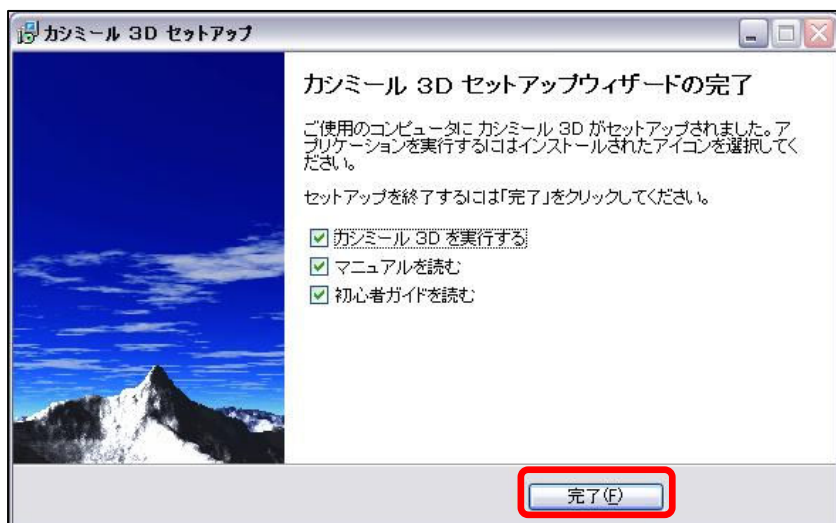 カシミール 3D セットアップ
カシミール 3D セットアップウィザードの完了
ご使用のコンピュータに カシミール 3D がセットアップされました。ア
プリケーションを実行するにはインストールされたアイコンを選択してく
ださい。
セットアップを終了するには「完了」をクリックしてください。
カシミール 3D を実行する
マニュアルを読む
初心者ガイドを読む
完了(F)